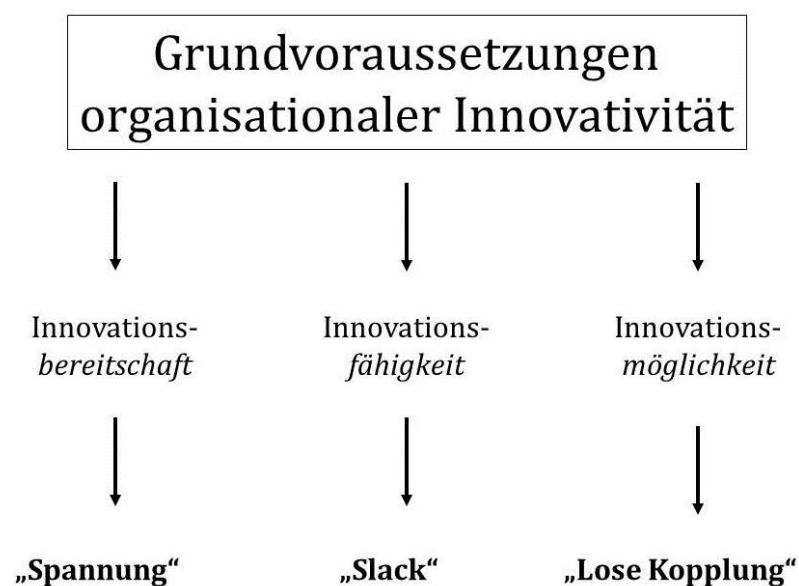 Grundvoraussetzungen
organisationaler Innovativität
Innovations-
bereitschaft
Innovations-
fähigkeit
Innovations-
möglichkeit
„Spannung“
„Slack“
„Lose Kopplung“